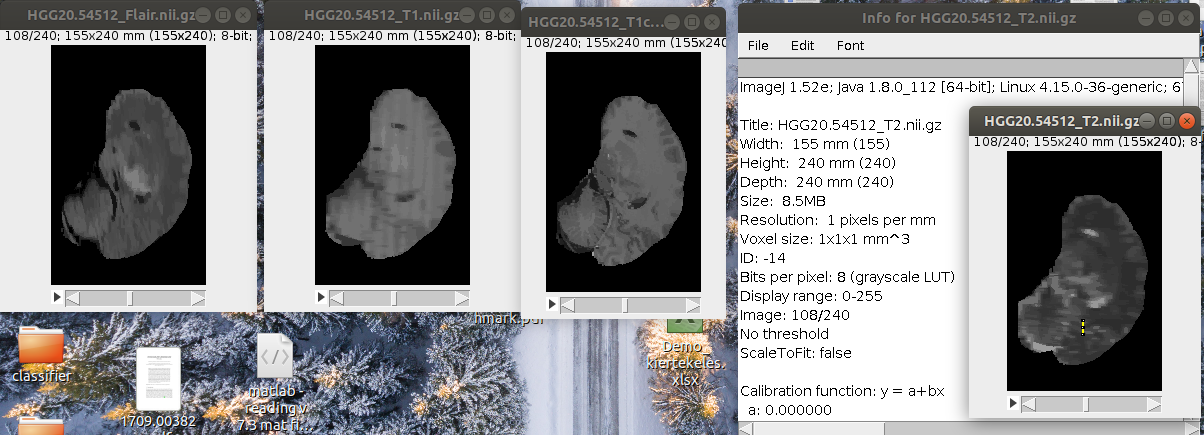 HGG20.54512_Flair.nii.gz
108/240; 155x240 mm (155x240); 8-bit;
HGG20.54512_T1.nii.gz
108/240; 155x240 mm (155x240); 8-bit;
HGG20.54512_T1c...
108/240; 155x240 mm (155x240
Info for HGG20.54512_T2.nii.gz
File Edit Font
ImageJ 1.52e; Java 1.8.0_112 [64-bit]; Linux 4.15.0-36-generic; 6
Title: HGG20.54512_T2.nii.gz
Width: 155 mm (155)
Height: 240 mm (240)
Depth: 240 mm (240)
Size: 8.5MB
Resolution: 1 pixels per mm
Voxel size: 1x1x1 mm^3
ID: -14
Bits per pixel: 8 (grayscale LUT)
Display range: 0-255
Image: 108/240
No threshold
ScaleToFit: false
Calibration function: y = a+bx
a: 0.000000
HGG20.54512_T2.nii.gz
108/240; 155x240 mm (155x240); 8-
classifier
1709.00382
matlab -
reading v
7.3 mat fi...
hmark.pdf
Demo_
kiertekeles.
xlsx